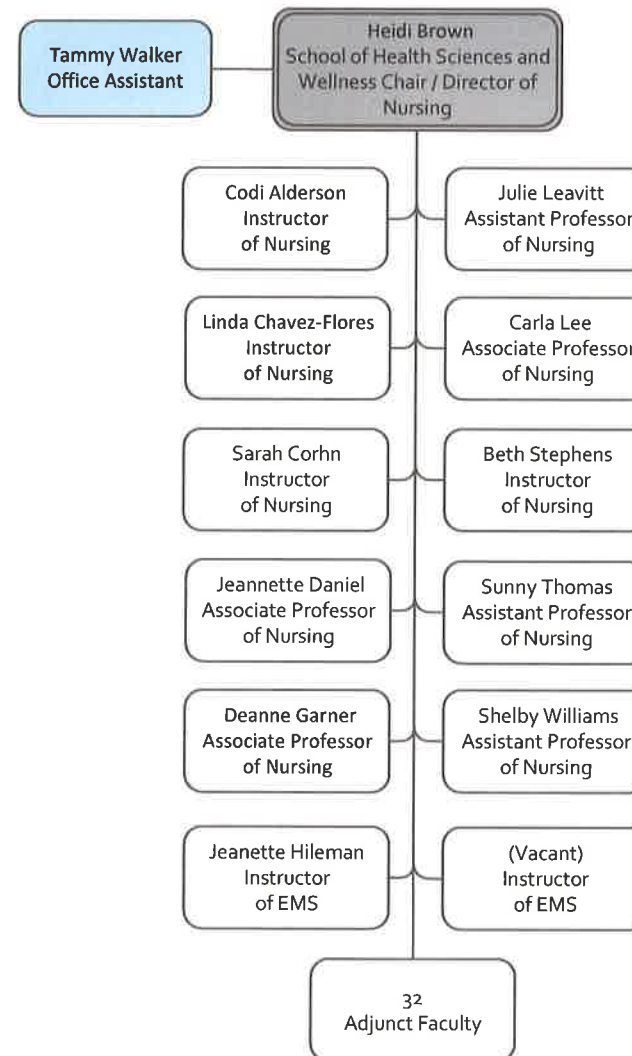 Tammy Walker
Office Assistant
Heidi Brown
School of Health Sciences and
Wellness Chair / Director of
Nursing
Codi Alderson
Instructor
of Nursing
Julie Leavitt
Assistant Professor
of Nursing
Linda Chavez-Flores
Instructor
of Nursing
Carla Lee
Associate Professor
of Nursing
Sarah Corhn
Instructor
of Nursing
Beth Stephens
Instructor
of Nursing
Jeannette Daniel
Associate Professor
of Nursing
Sunny Thomas
Assistant Professor
of Nursing
Deanne Garner
Associate Professor
of Nursing
Shelby Williams
Assistant Professor
of Nursing
Jeanette Hileman
Instructor
of EMS
(Vacant)
Instructor
of EMS
32
Adjunct Faculty